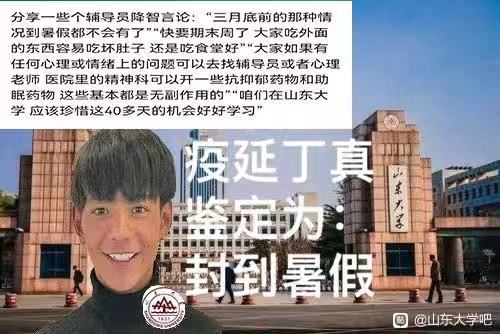 分享一些个辅导员降智言论：“三月底前的那种情
况到暑假都不会有了”“快要期末周了 大家吃外面
的东西容易吃坏肚子 还是吃食堂好”“大家如果有
任何心理或情绪上的问题可以去找辅导员或者心理
老师 医院里的精神科可以开一些抗抑郁药物和助
眠药物 这些基本都是无副作用的”“咱们在山东大
学 应该珍惜这40多天的机会好好学习”
疫延丁真
鉴定为：
封到暑假
山东大学
@山东大学吧